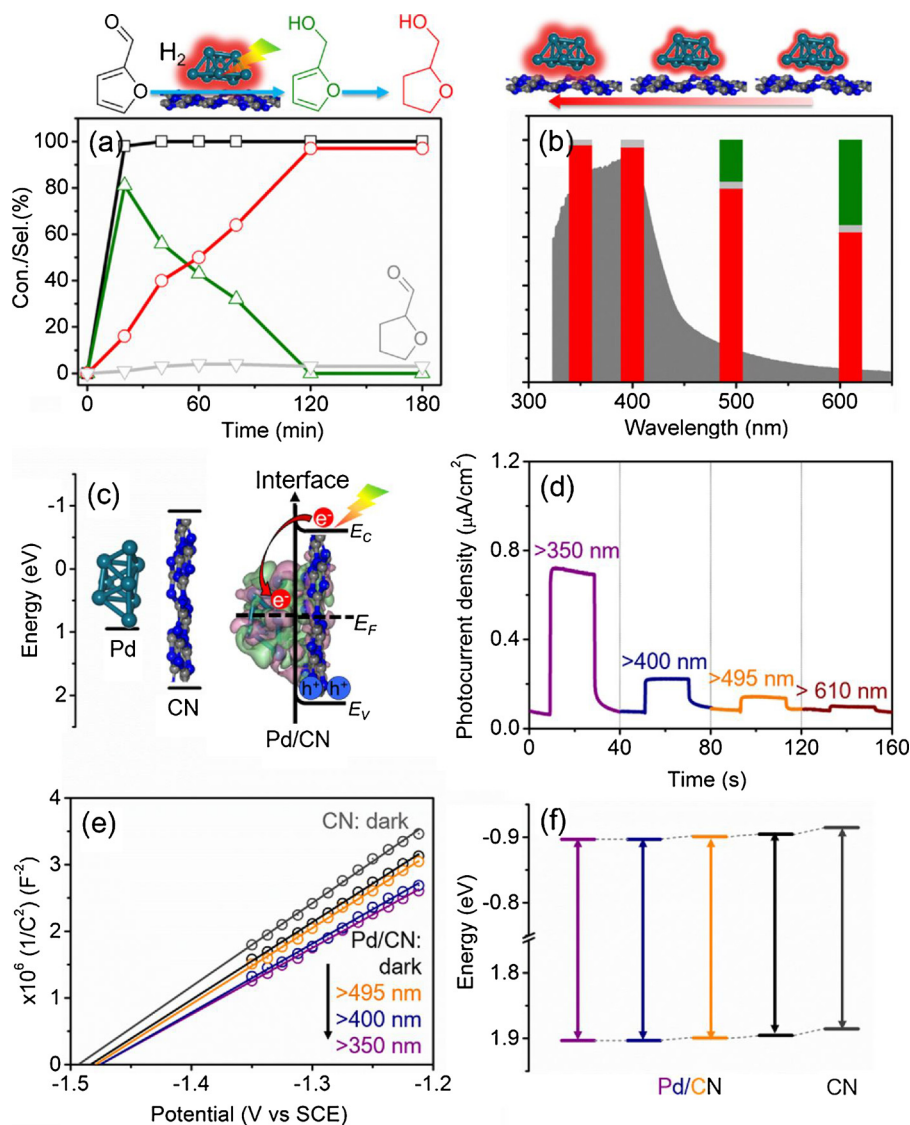 O
O
H₂
HO
O
HO
O
(a)
Con./Sel.(%)
100
80
60
40
20
0
O
O
0 60 120 180
Time (min)
(b)
300 400 500 600
Wavelength (nm)
(c)
Interface
Energy (eV)
-1
0
1
2
Pd
CN
e⁻
e⁻
E_C
E_F
h⁺ h⁺
E_V
Pd/CN
(d)
Photocurrent density (μA/cm²)
1.2
0.8
0.4
0.0
>350 nm
>400 nm
>495 nm
> 610 nm
0 40 80 120 160
Time (s)
(e)
x10⁶ (1/C²) (F⁻²)
4
3
2
1
0
CN: dark
Pd/CN:
dark
>495 nm
>400 nm
>350 nm
-1.5 -1.4 -1.3 -1.2
Potential (V vs SCE)
(f)
Energy (eV)
-0.9
-0.8
1.8
1.9
Pd/CN CN